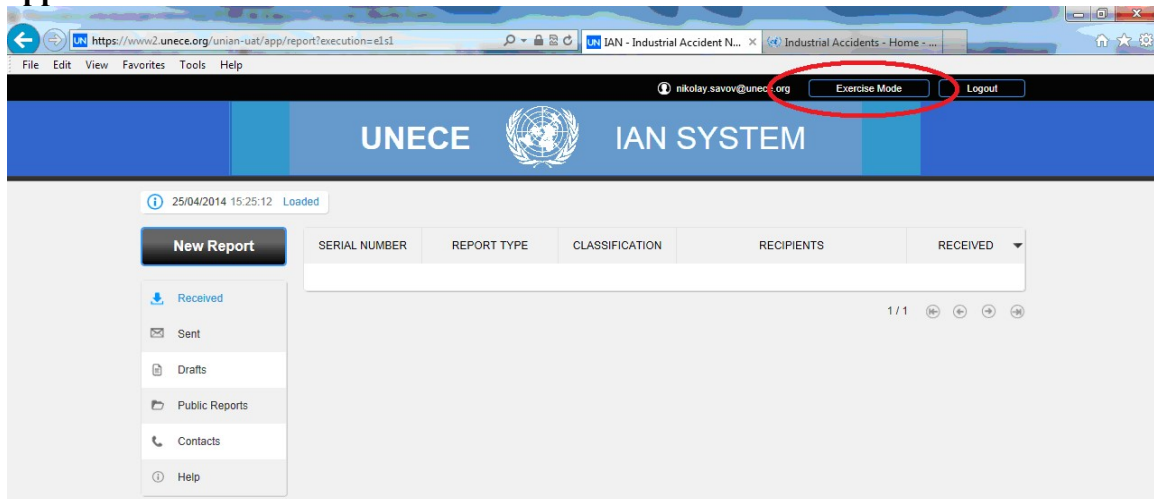 https://www2.unece.org/unian-uat/app/report?execution=e1s1
UN IAN - Industrial Accident N...
Industrial Accidents - Home - ...
File Edit View Favorites Tools Help
nikolay.savov@unece.org Exercise Mode Logout
UNECE IAN SYSTEM
25/04/2014 15:25:12 Loaded
New Report
SERIAL NUMBER REPORT TYPE CLASSIFICATION RECIPIENTS RECEIVED
Received
1 / 1
Sent
Drafts
Public Reports
Contacts
Help